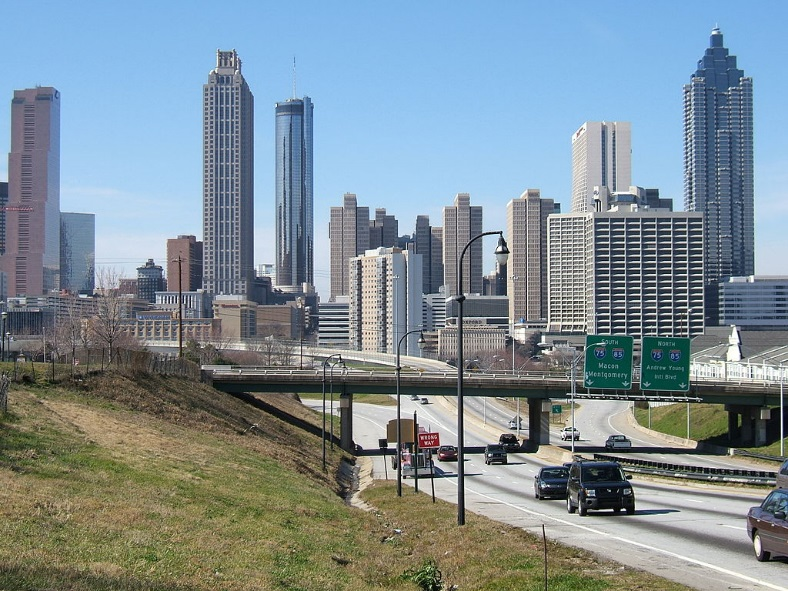 SOUTH
75 85
Macon
Montgomery
NORTH
75 85
Andrew Young
Intl Blvd
WRONG
WAY